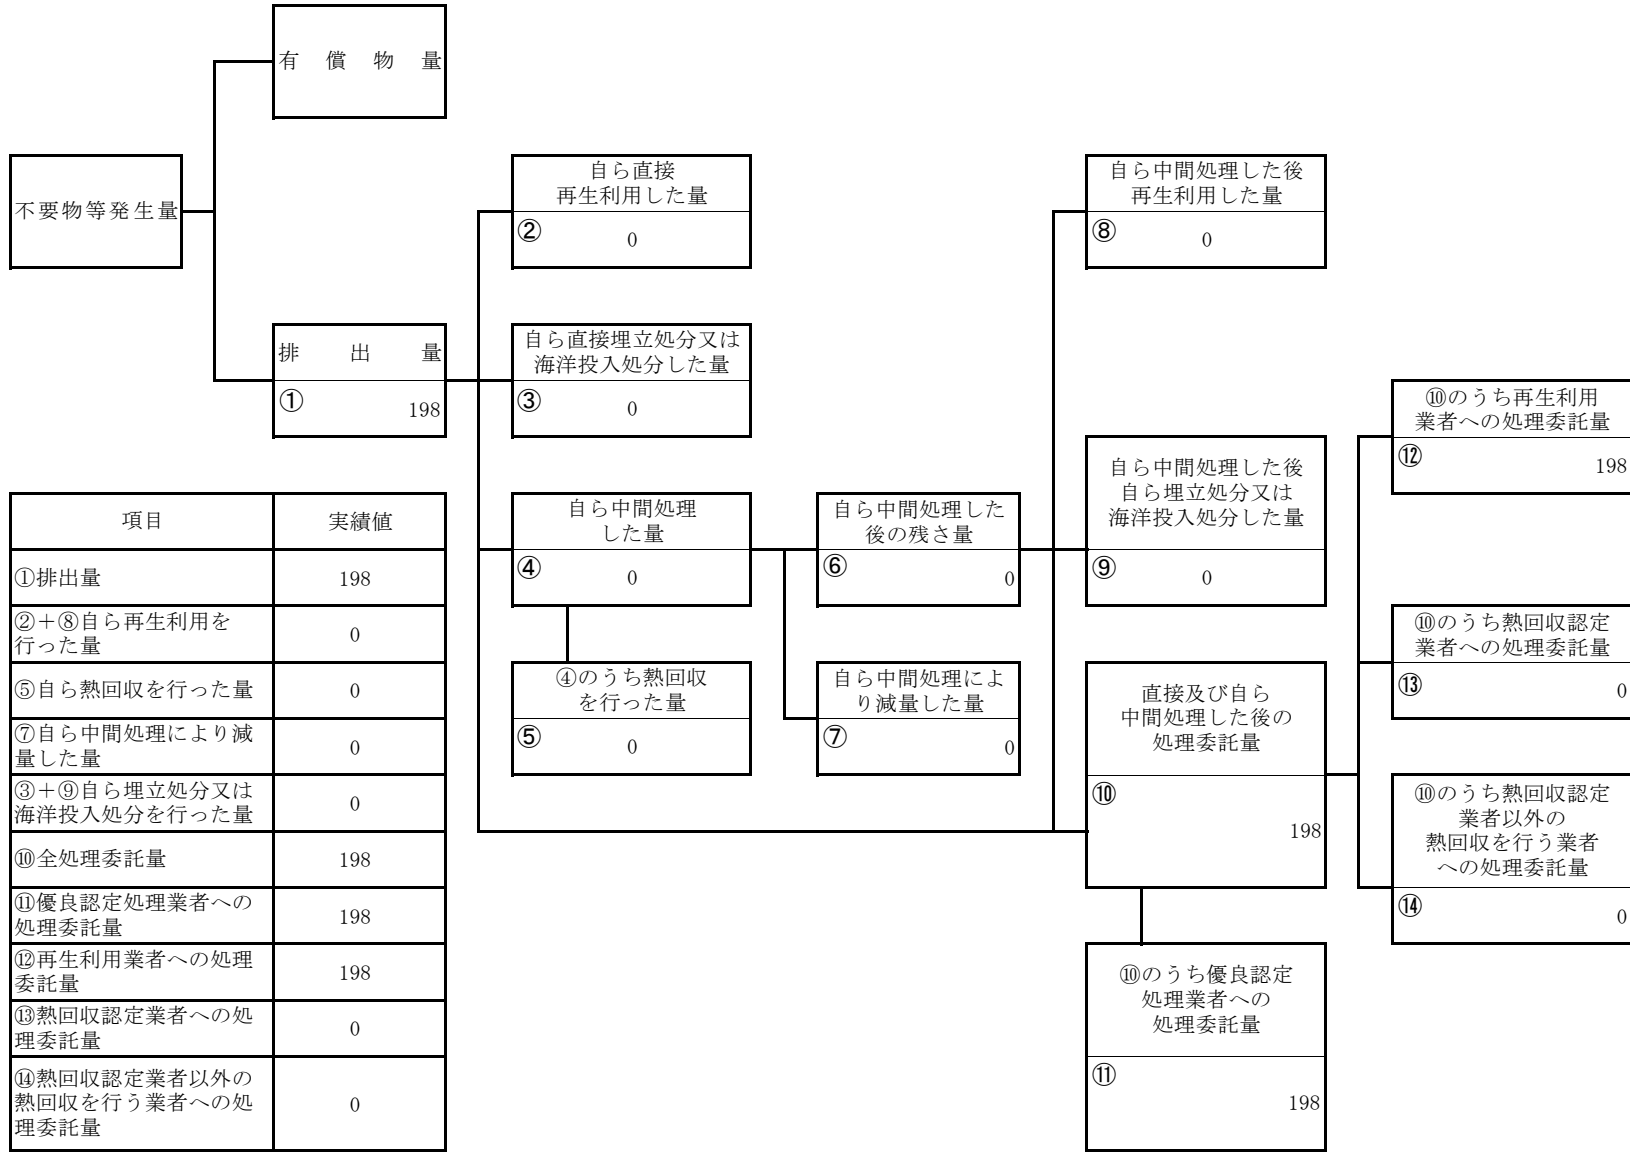 有償物量
不要物等発生量
排出量
①
198
自ら直接
再生利用した量
②
0
自ら直接埋立処分又は
海洋投入処分した量
③
0
自ら中間処理
した量
④
0
④のうち熱回収
を行った量
⑤
0
自ら中間処理した
後の残さ量
⑥
0
自ら中間処理によ
り減量した量
⑦
0
自ら中間処理した後
再生利用した量
⑧
0
自ら中間処理した後
自ら埋立処分又は
海洋投入処分した量
⑨
0
直接及び自ら
中間処理した後の
処理委託量
⑩
198
⑩のうち優良認定
処理業者への
処理委託量
⑪
198
⑩のうち再生利用
業者への処理委託量
⑫
198
⑩のうち熱回収認定
業者への処理委託量
⑬
0
⑩のうち熱回収認定
業者以外の
熱回収を行う業者
への処理委託量
⑭
0
項目 実績値
①排出量 198
②＋⑧自ら再生利用を
行った量
0
⑤自ら熱回収を行った量 0
⑦自ら中間処理により減
量した量
0
③＋⑨自ら埋立処分又は
海洋投入処分を行った量
0
⑩全処理委託量 198
⑪優良認定処理業者への
処理委託量
198
⑫再生利用業者への処理
委託量
198
⑬熱回収認定業者への処
理委託量
0
⑭熱回収認定業者以外の
熱回収を行う業者への処
理委託量
0